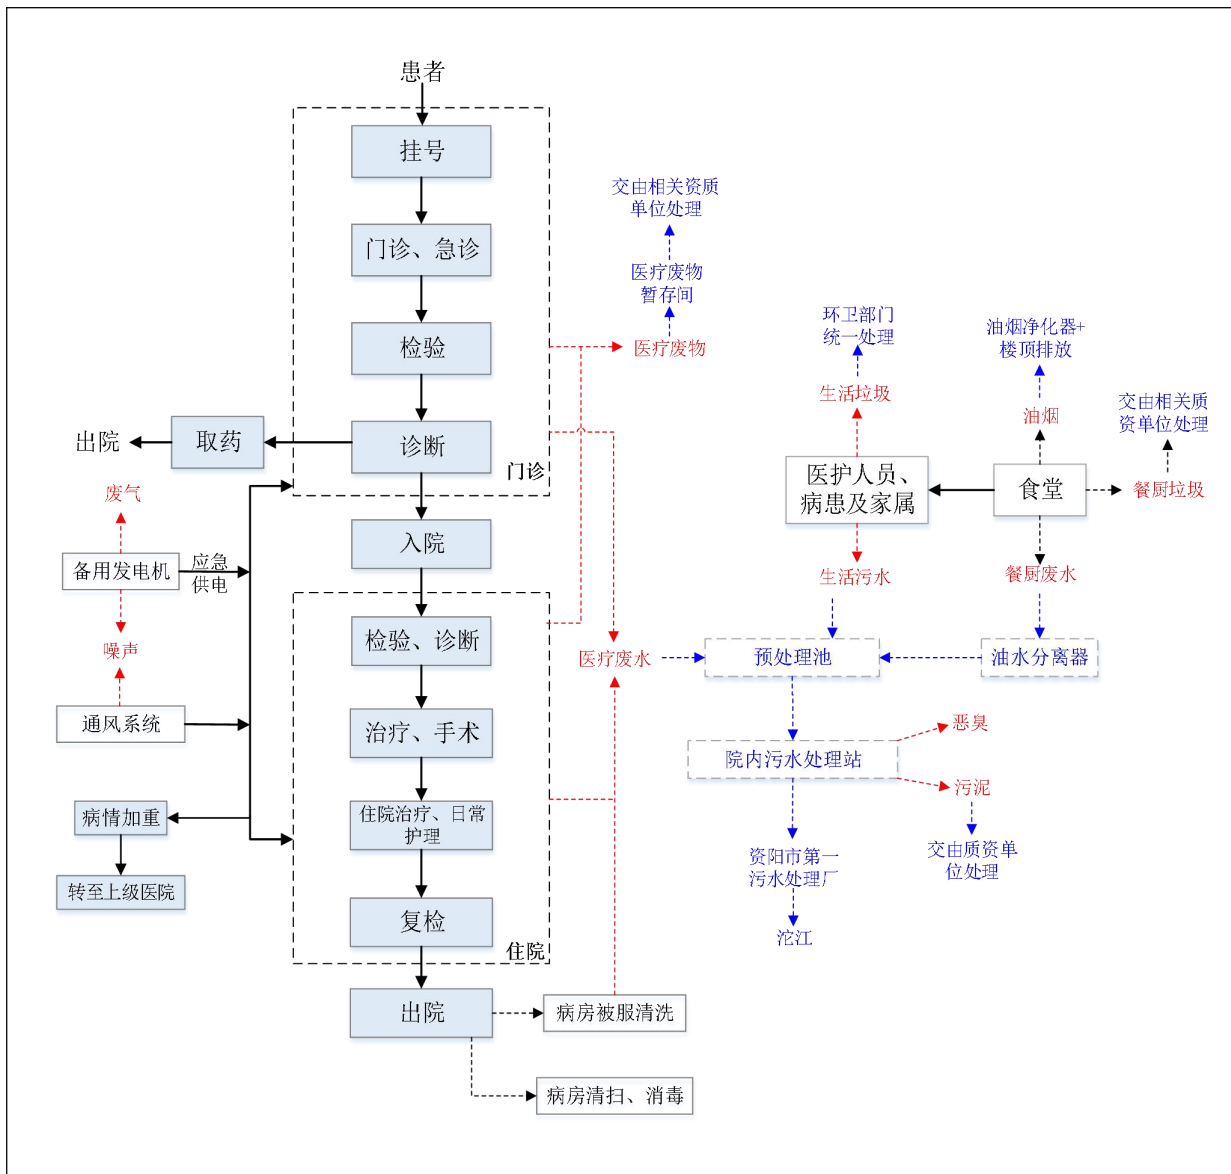 患者
挂号
门诊、急诊
检验
诊断
门诊
取药
出院
废气
备用发电机
应急
供电
噪声
通风系统
病情加重
转至上级医院
入院
检验、诊断
治疗、手术
住院治疗、日常
护理
复检
住院
出院
病房被服清洗
病房清扫、消毒
交由相关资质
单位处理
医疗废物
暂存间
医疗废物
医疗废水
环卫部门
统一处理
生活垃圾
医护人员、
病患及家属
生活污水
油烟净化器+
楼顶排放
油烟
食堂
交由相关质
资单位处理
餐厨垃圾
餐厨废水
预处理池
油水分离器
院内污水处理站
恶臭
污泥
交由质资单
位处理
资阳市第一
污水处理厂
沱江